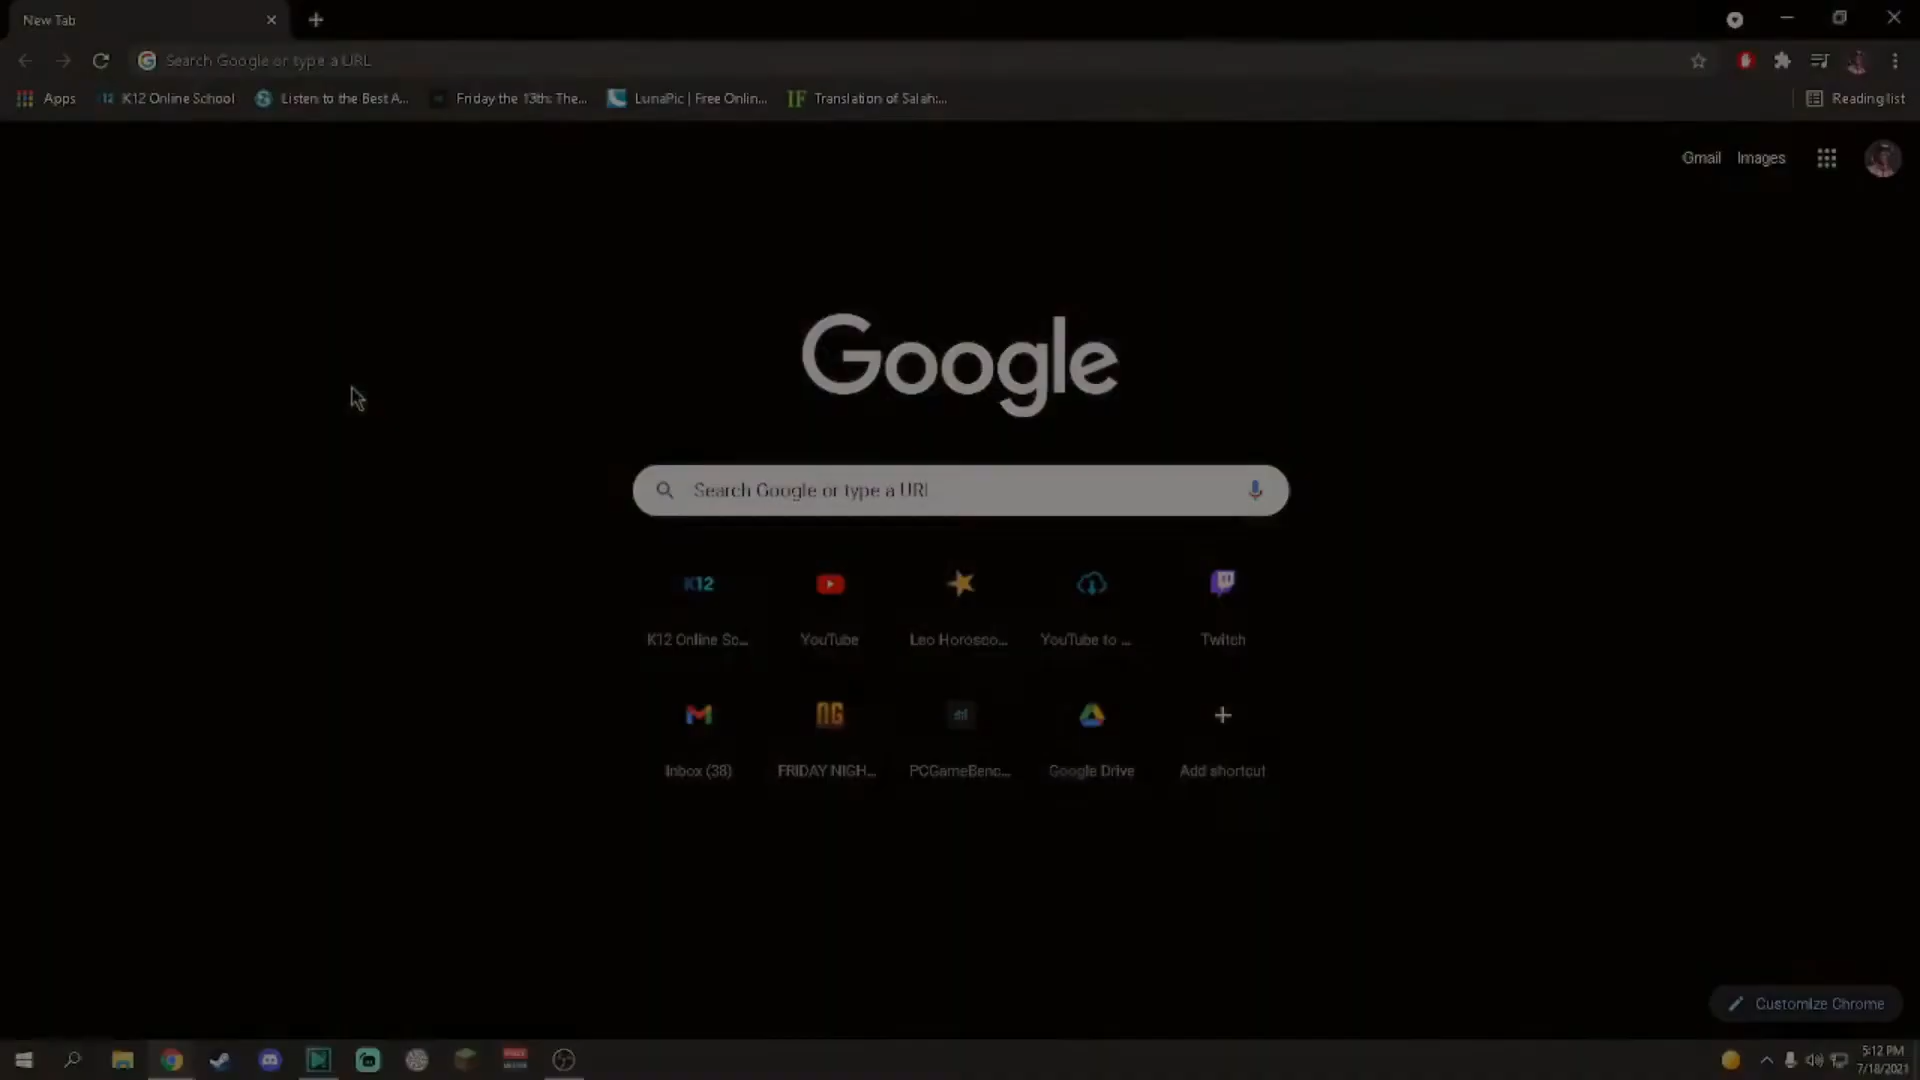 New Tab
Search Google or type a URL
Apps
K12 Online School
Listen to the Best A...
Friday the 13th: The...
LunaPic | Free Onlin...
IF Translation of Salah:...
Reading list
Gmail
Images
Google
Search Google or type a URL
K12
K12 Online Sc...
YouTube
Leo Horosco...
YouTube to ...
Twitch
NG
Inbox (38)
FRIDAY NIGH...
PCGameBenc...
Google Drive
Add shortcut
Customize Chrome
5:12 PM
7/18/2021